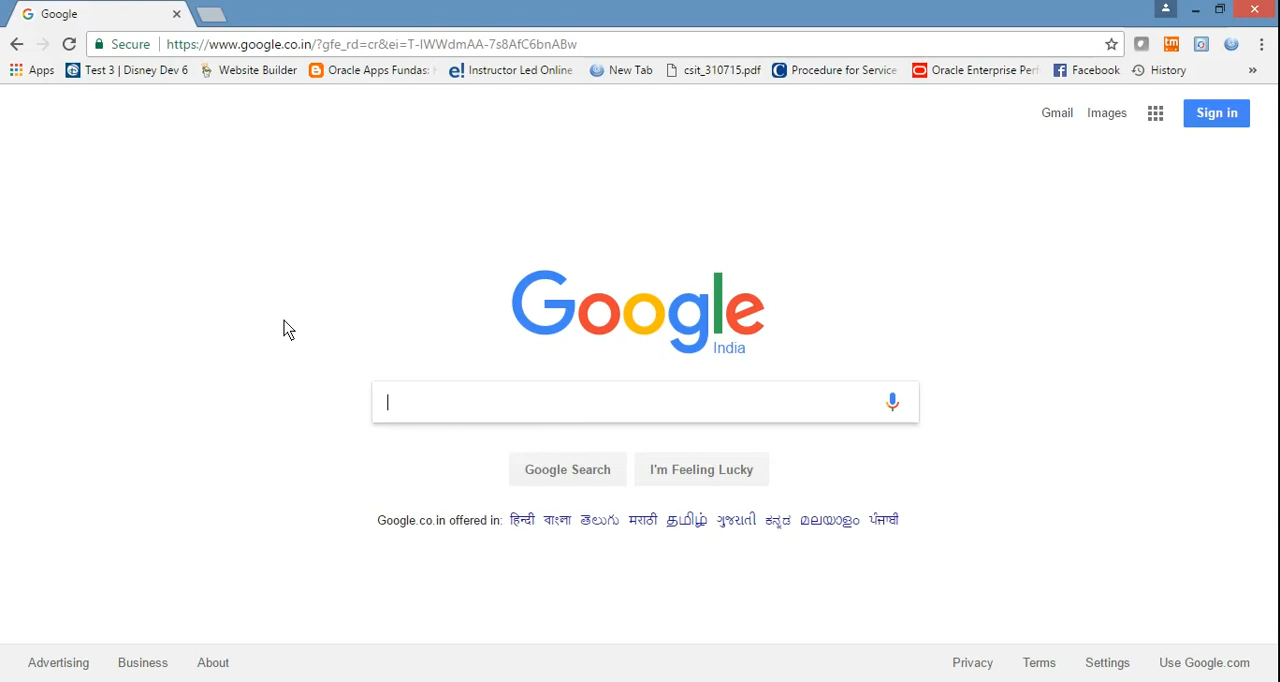 Google
Secure https://www.google.co.in/?gfe_rd=cr&ei=T-IWWdmAA-7s8AfC6bnABw
Apps Test 3 | Disney Dev 6 Website Builder Oracle Apps Fundas: Instructor Led Online New Tab csit_310715.pdf Procedure for Service Oracle Enterprise Perf Facebook History
Gmail Images Sign in
Google
India
Google Search I'm Feeling Lucky
Google.co.in offered in: हिन्दी বাংলা తెలుగు मराठी தமிழ் ગુજરાતી ಕನ್ನಡ മലയാളം ਪੰਜਾਬੀ
Advertising Business About Privacy Terms Settings Use Google.com